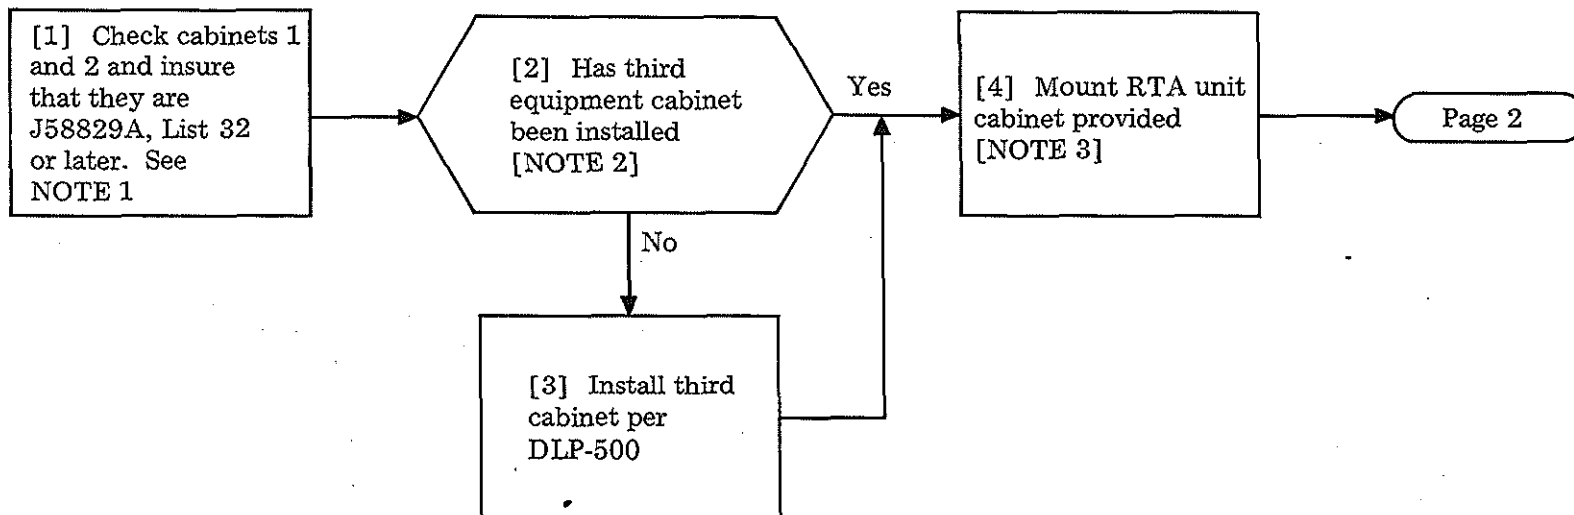 [1] Check cabinets 1
and 2 and insure
that they are
J58829A, List 32
or later. See
NOTE 1
[2] Has third
equipment cabinet
been installed
[NOTE 2]
Yes
[4] Mount RTA unit
cabinet provided
[NOTE 3]
Page 2
No
[3] Install third
cabinet per
DLP-500